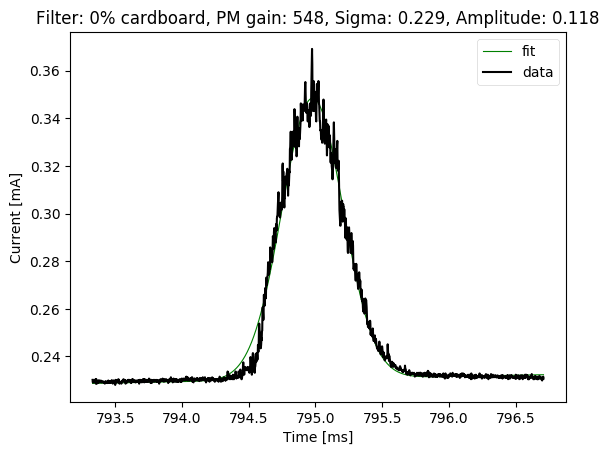 Filter: 0% cardboard, PM gain: 548, Sigma: 0.229, Amplitude: 0.118
fit
data
0.36
0.34
0.32
0.30
0.28
0.26
0.24
Current [mA]
793.5 794.0 794.5 795.0 795.5 796.0 796.5
Time [ms]